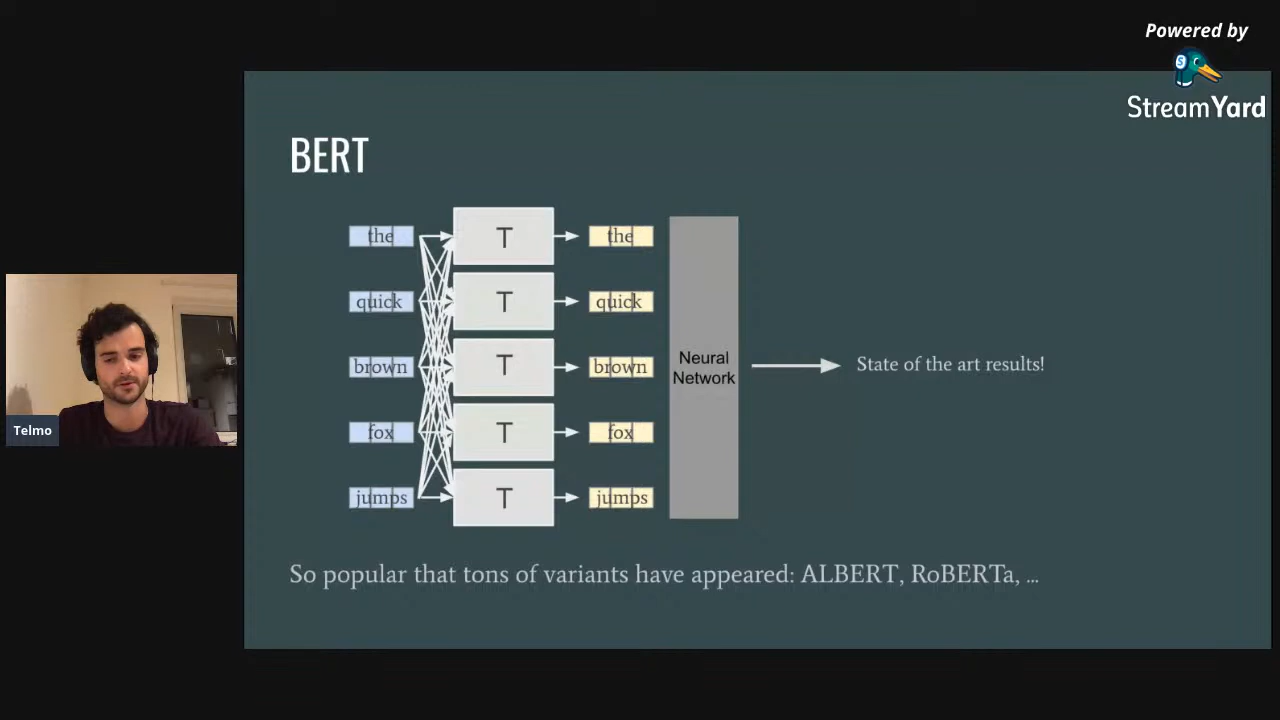 Powered by
StreamYard
BERT
the T the
quick T quick
brown T brown
fox T fox
jumps T jumps
Neural
Network
State of the art results!
So popular that tons of variants have appeared: ALBERT, RoBERTa, ...
Telmo